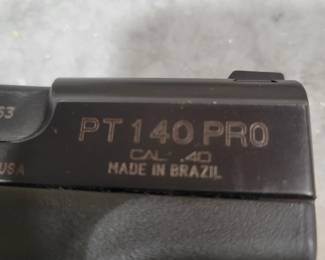 63
PT 140 PRO
CAL .40
USA
MADE IN BRAZIL